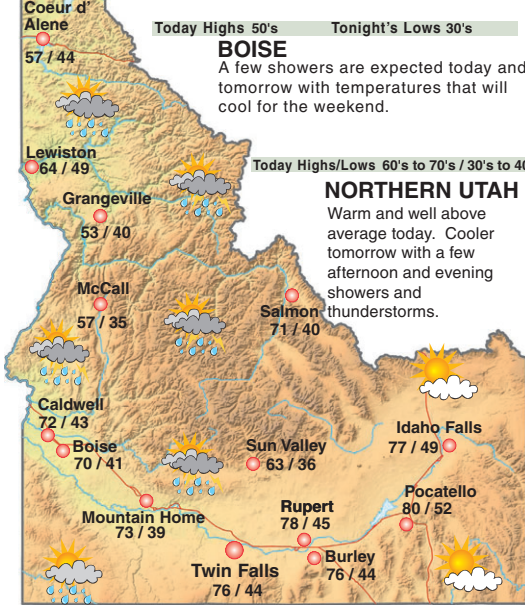 Coeur d'
Alene
57 / 44
Today Highs 50's Tonight's Lows 30's
BOISE
A few showers are expected today and
tomorrow with temperatures that will
cool for the weekend.
Lewiston
64 / 49
Today Highs/Lows 60's to 70's / 30's to 40
NORTHERN UTAH
Warm and well above
average today. Cooler
tomorrow with a few
afternoon and evening
showers and
thunderstorms.
Grangeville
53 / 40
McCall
57 / 35
Salmon
71 / 40
Caldwell
72 / 43
Boise
70 / 41
Sun Valley
63 / 36
Idaho Falls
77 / 49
Pocatello
80 / 52
Mountain Home
73 / 39
Rupert
78 / 45
Burley
76 / 44
Twin Falls
76 / 44